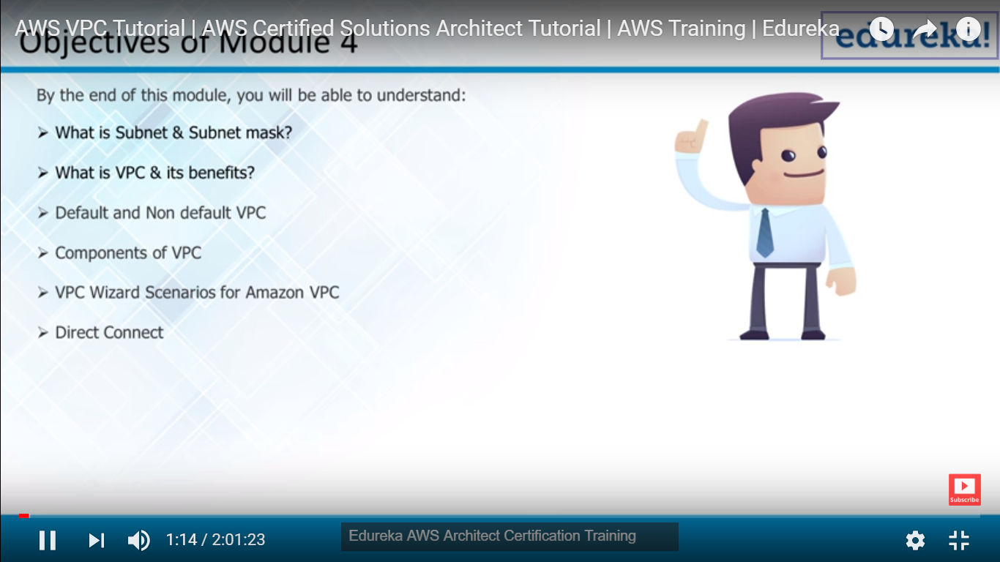 AWS VPC Tutorial | AWS Certified Solutions Architect Tutorial | AWS Training | Edureka
Objectives of Module 4
edureka!
By the end of this module, you will be able to understand:
➢ What is Subnet & Subnet mask?
➢ What is VPC & its benefits?
➢ Default and Non default VPC
➢ Components of VPC
➢ VPC Wizard Scenarios for Amazon VPC
➢ Direct Connect
Subscribe
1:14 / 2:01:23
Edureka AWS Architect Certification Training